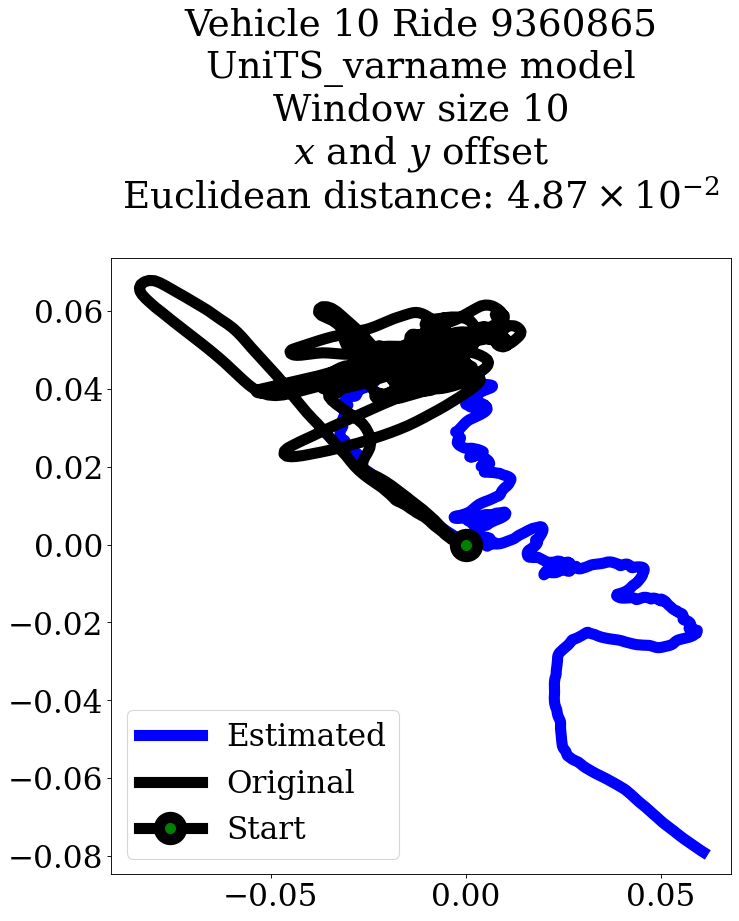 Vehicle 10 Ride 9360865
UniTS_varname model
Window size 10
x and y offset
Euclidean distance: 4.87 × 10⁻²
0.06
0.04
0.02
0.00
−0.02
−0.04
−0.06
−0.08
Estimated
Original
Start
−0.05 0.00 0.05